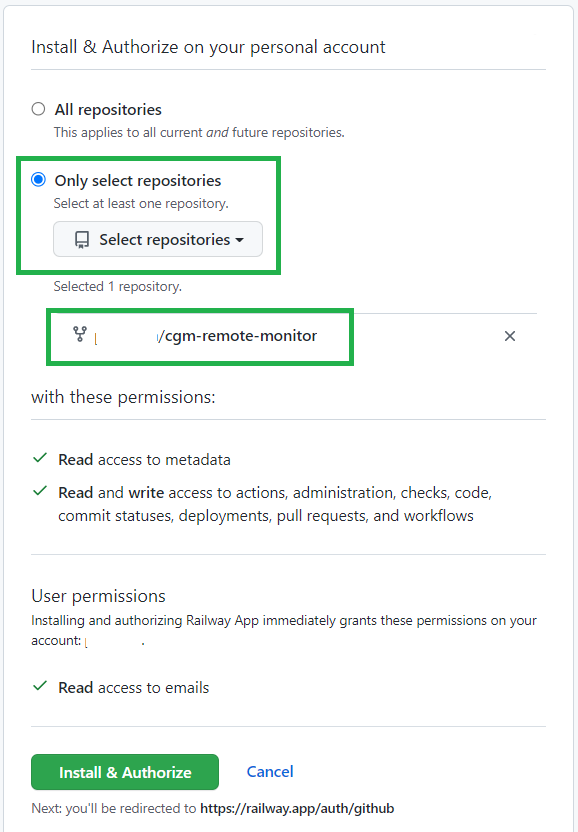 Install & Authorize on your personal account
All repositories
This applies to all current and future repositories.
Only select repositories
Select at least one repository.
Select repositories
Selected 1 repository.
/cgm-remote-monitor
with these permissions:
Read access to metadata
Read and write access to actions, administration, checks, code,
commit statuses, deployments, pull requests, and workflows
User permissions
Installing and authorizing Railway App immediately grants these permissions on your
account: .
Read access to emails
Install & Authorize
Cancel
Next: you'll be redirected to https://railway.app/auth/github